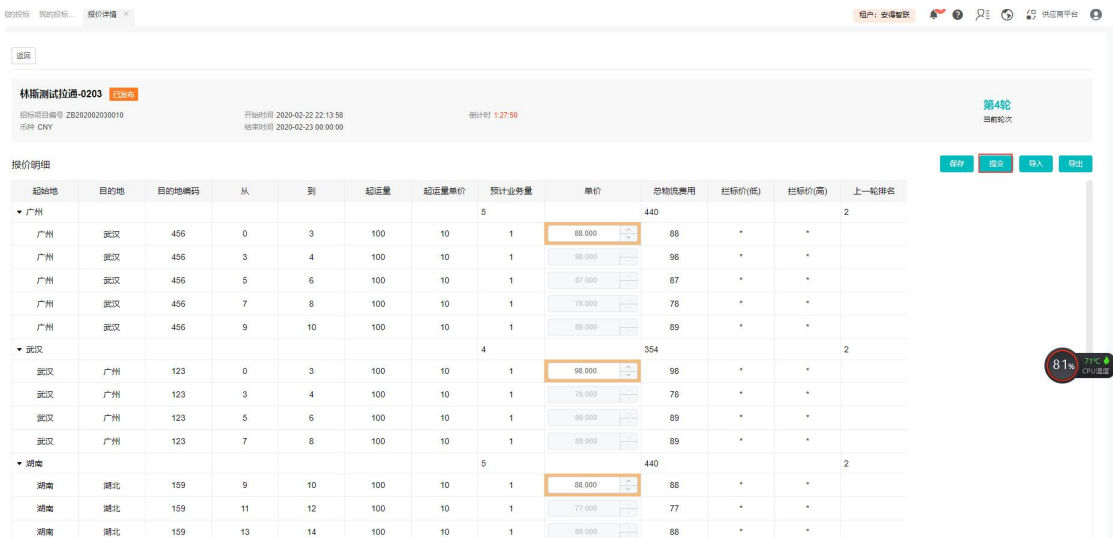 我的投标 我的投标... 报价详情 ×
租户：安得智联 供应商平台
返回
林斯测试拉通-0203 已发布
招标项目编号 ZB202002030010 开始时间 2020-02-22 22:13:58 倒计时 1:27:50 第4轮
币种 CNY 结束时间 2020-02-23 00:00:00 当前轮次
报价明细 保存 提交 导入 导出
起始地 目的地 目的地编码 从 到 起运量 起运量单价 预计业务量 单价 总物流费用 拦标价(低) 拦标价(高) 上一轮排名
广州 5 440 2
广州 武汉 456 0 3 100 10 1 88.000 88 * *
广州 武汉 456 3 4 100 10 1 98.000 98 * *
广州 武汉 456 5 6 100 10 1 87.000 87 * *
广州 武汉 456 7 8 100 10 1 78.000 78 * *
广州 武汉 456 9 10 100 10 1 89.000 89 * *
武汉 4 354 2
武汉 广州 123 0 3 100 10 1 98.000 98 * *
武汉 广州 123 3 4 100 10 1 78.000 78 * *
武汉 广州 123 5 6 100 10 1 89.000 89 * *
武汉 广州 123 7 8 100 10 1 89.000 89 * *
湖南 5 440 2
湖南 湖北 159 9 10 100 10 1 88.000 88 * *
湖南 湖北 159 11 12 100 10 1 77.000 77 * *
湖南 湖北 159 13 14 100 10 1 88.000 88 * *
81% 71℃
CPU温度